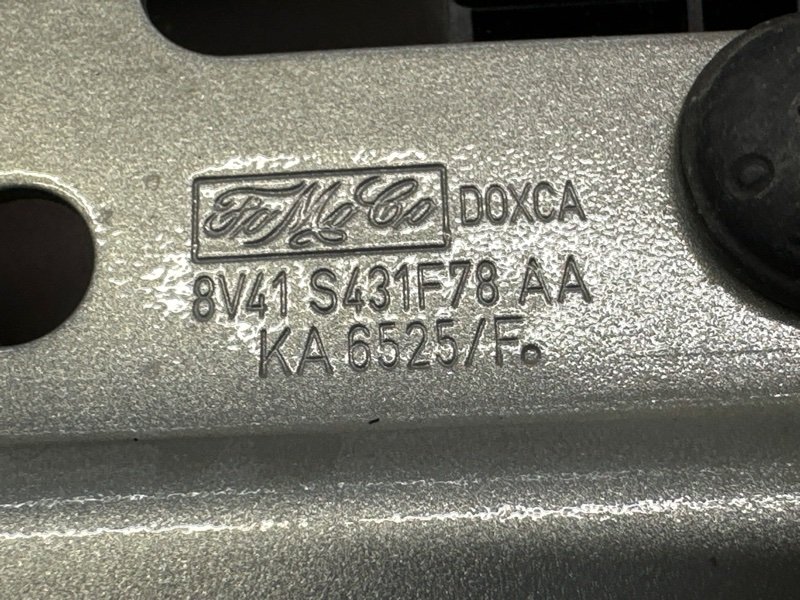 FoMoCo DOXCA
8V41 S431F78 AA
KA 6525/F.